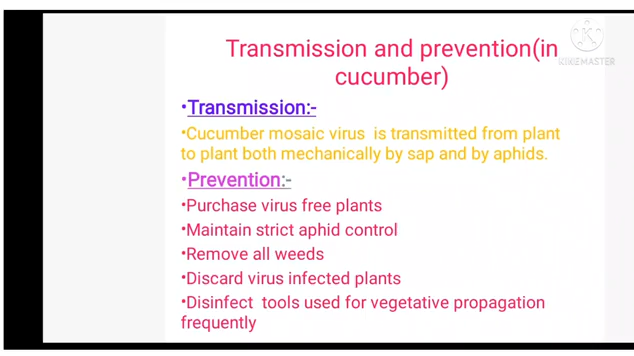 Transmission and prevention(in
cucumber)
KINEMASTER
•Transmission:-
•Cucumber mosaic virus is transmitted from plant
to plant both mechanically by sap and by aphids.
•Prevention:-
•Purchase virus free plants
•Maintain strict aphid control
•Remove all weeds
•Discard virus infected plants
•Disinfect tools used for vegetative propagation
frequently